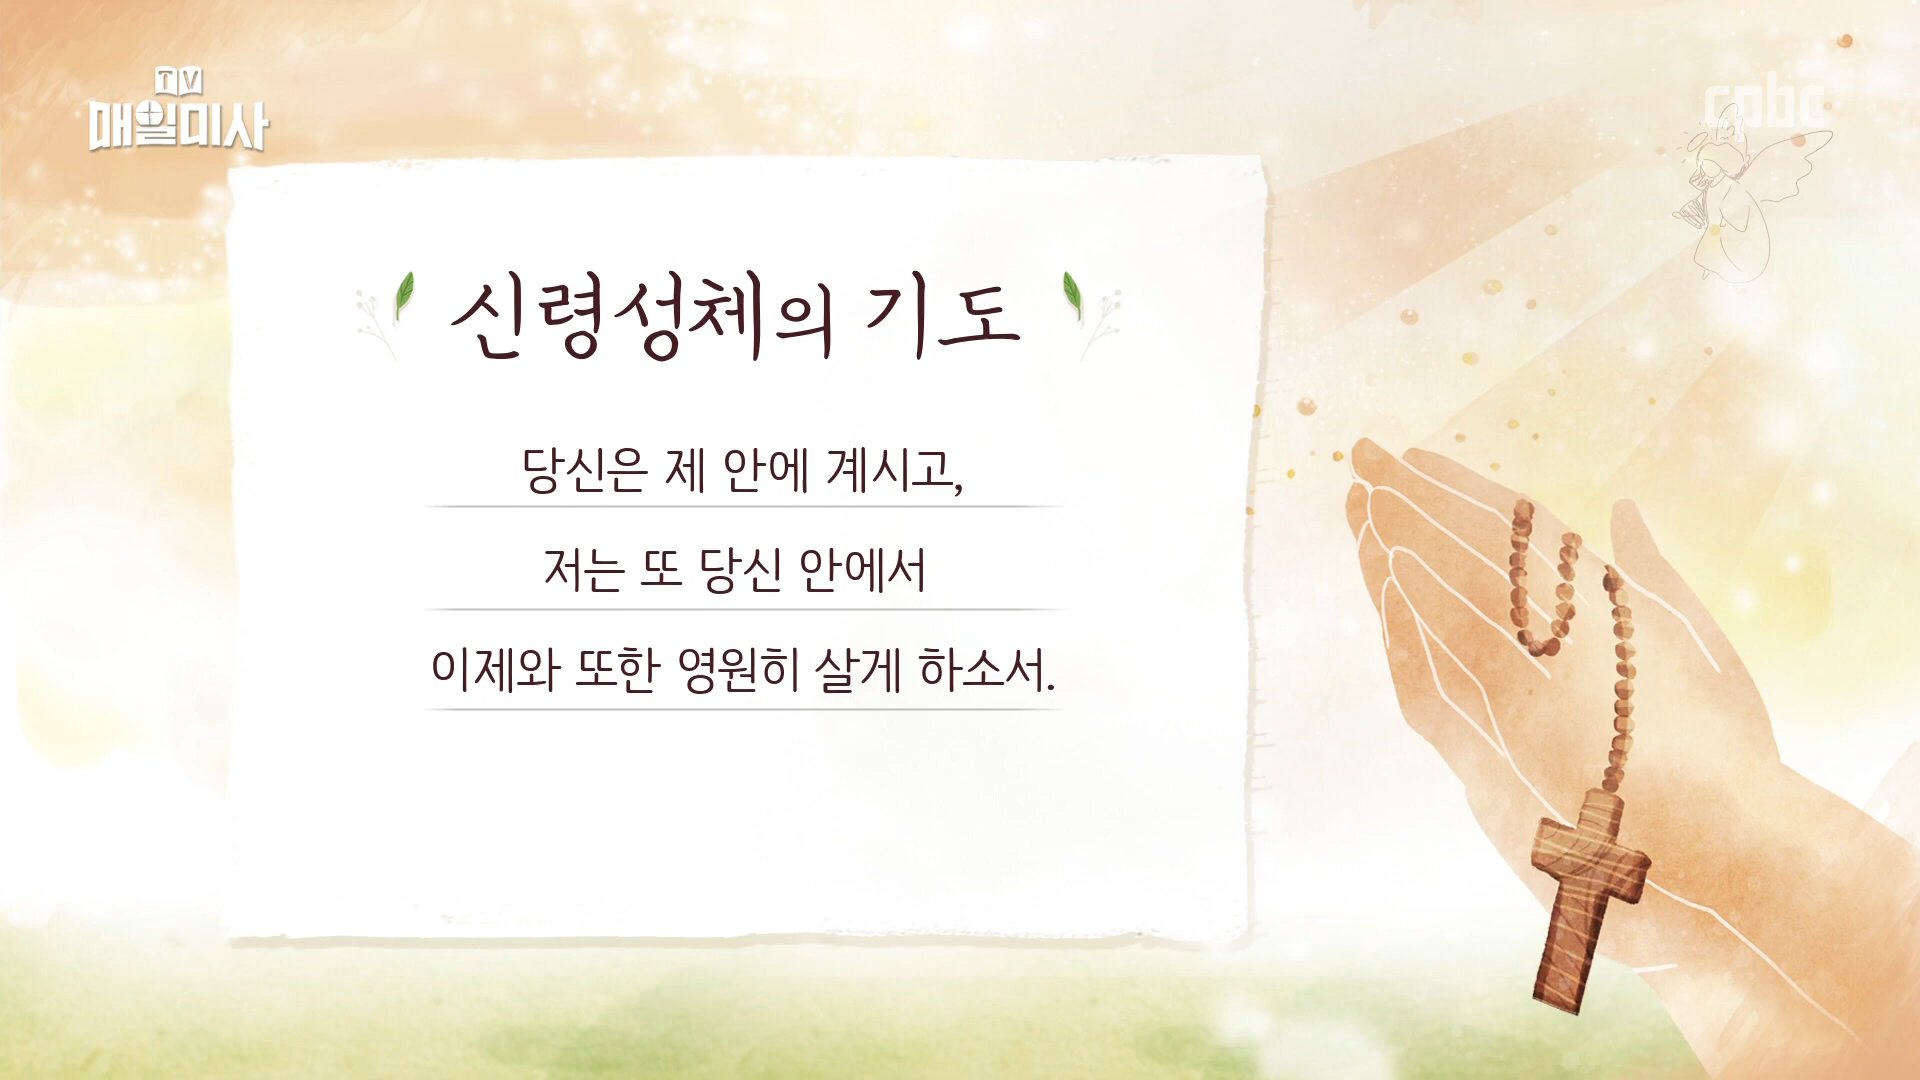 TV
매일미사
cpbc
신령성체의 기도
당신은 제 안에 계시고,
저는 또 당신 안에서
이제와 또한 영원히 살게 하소서.